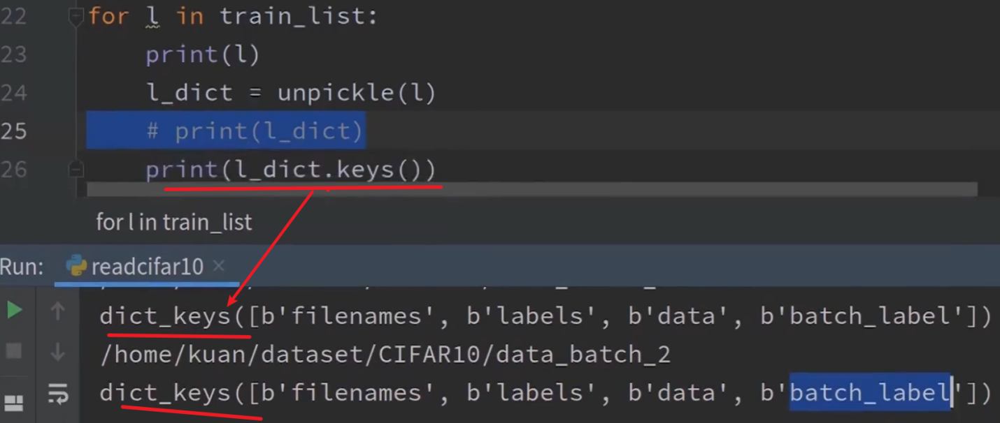 22 for l in train_list:
23 print(l)
24 l_dict = unpickle(l)
25 # print(l_dict)
26 print(l_dict.keys())
for l in train_list
Run: readcifar10 ×
dict_keys([b'filenames', b'labels', b'data', b'batch_label'])
/home/kuan/dataset/CIFAR10/data_batch_2
dict_keys([b'filenames', b'labels', b'data', b'batch_label'])